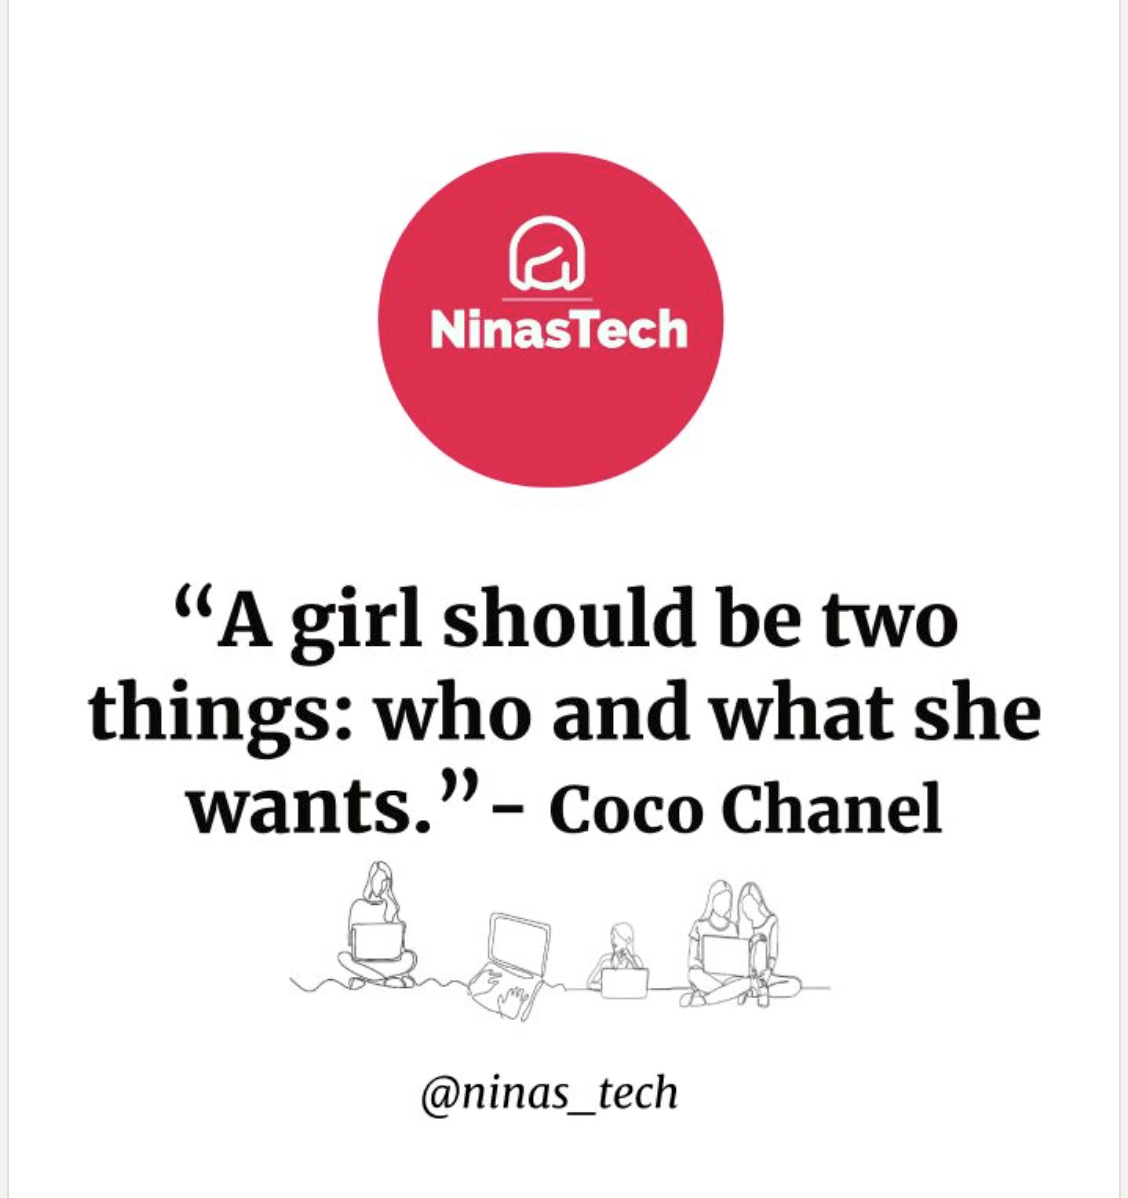 NinasTech
“A girl should be two
things: who and what she
wants.” - Coco Chanel
@ninas_tech